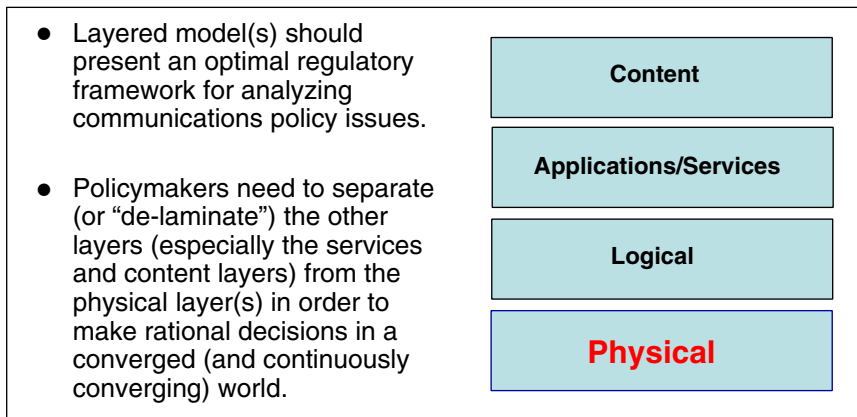 ● Layered model(s) should
present an optimal regulatory
framework for analyzing
communications policy issues.
● Policymakers need to separate
(or “de-laminate”) the other
layers (especially the services
and content layers) from the
physical layer(s) in order to
make rational decisions in a
converged (and continuously
converging) world.
Content
Applications/Services
Logical
Physical